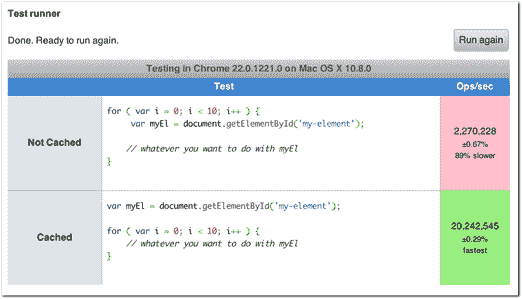 Test runner
Done. Ready to run again.
Run again
Testing in Chrome 22.0.1221.0 on Mac OS X 10.8.0
Test
Ops/sec
Not Cached
for ( var i = 0; i < 10; i++ ) {
    var myEl = document.getElementById('my-element');
    // whatever you want to do with myEl
}
2,270,228
±0.67%
89% slower
Cached
var myEl = document.getElementById('my-element');
for ( var i = 0; i < 10; i++ ) {
    // whatever you want to do with myEl
}
20,242,545
±0.29%
fastest